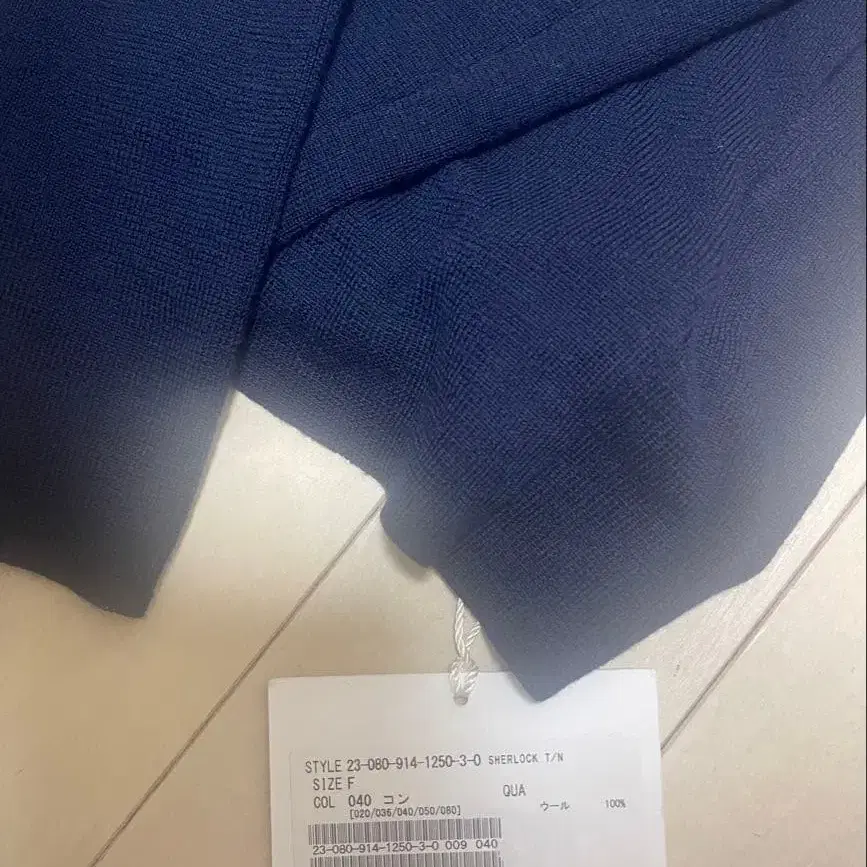 STYLE 23-080-914-1250-3-0 SHERLOCK T/N
SIZE F
COL 040 コン QUA ウール 100%
[020/036/040/050/080]
23-080-914-1250-3-0 009 040